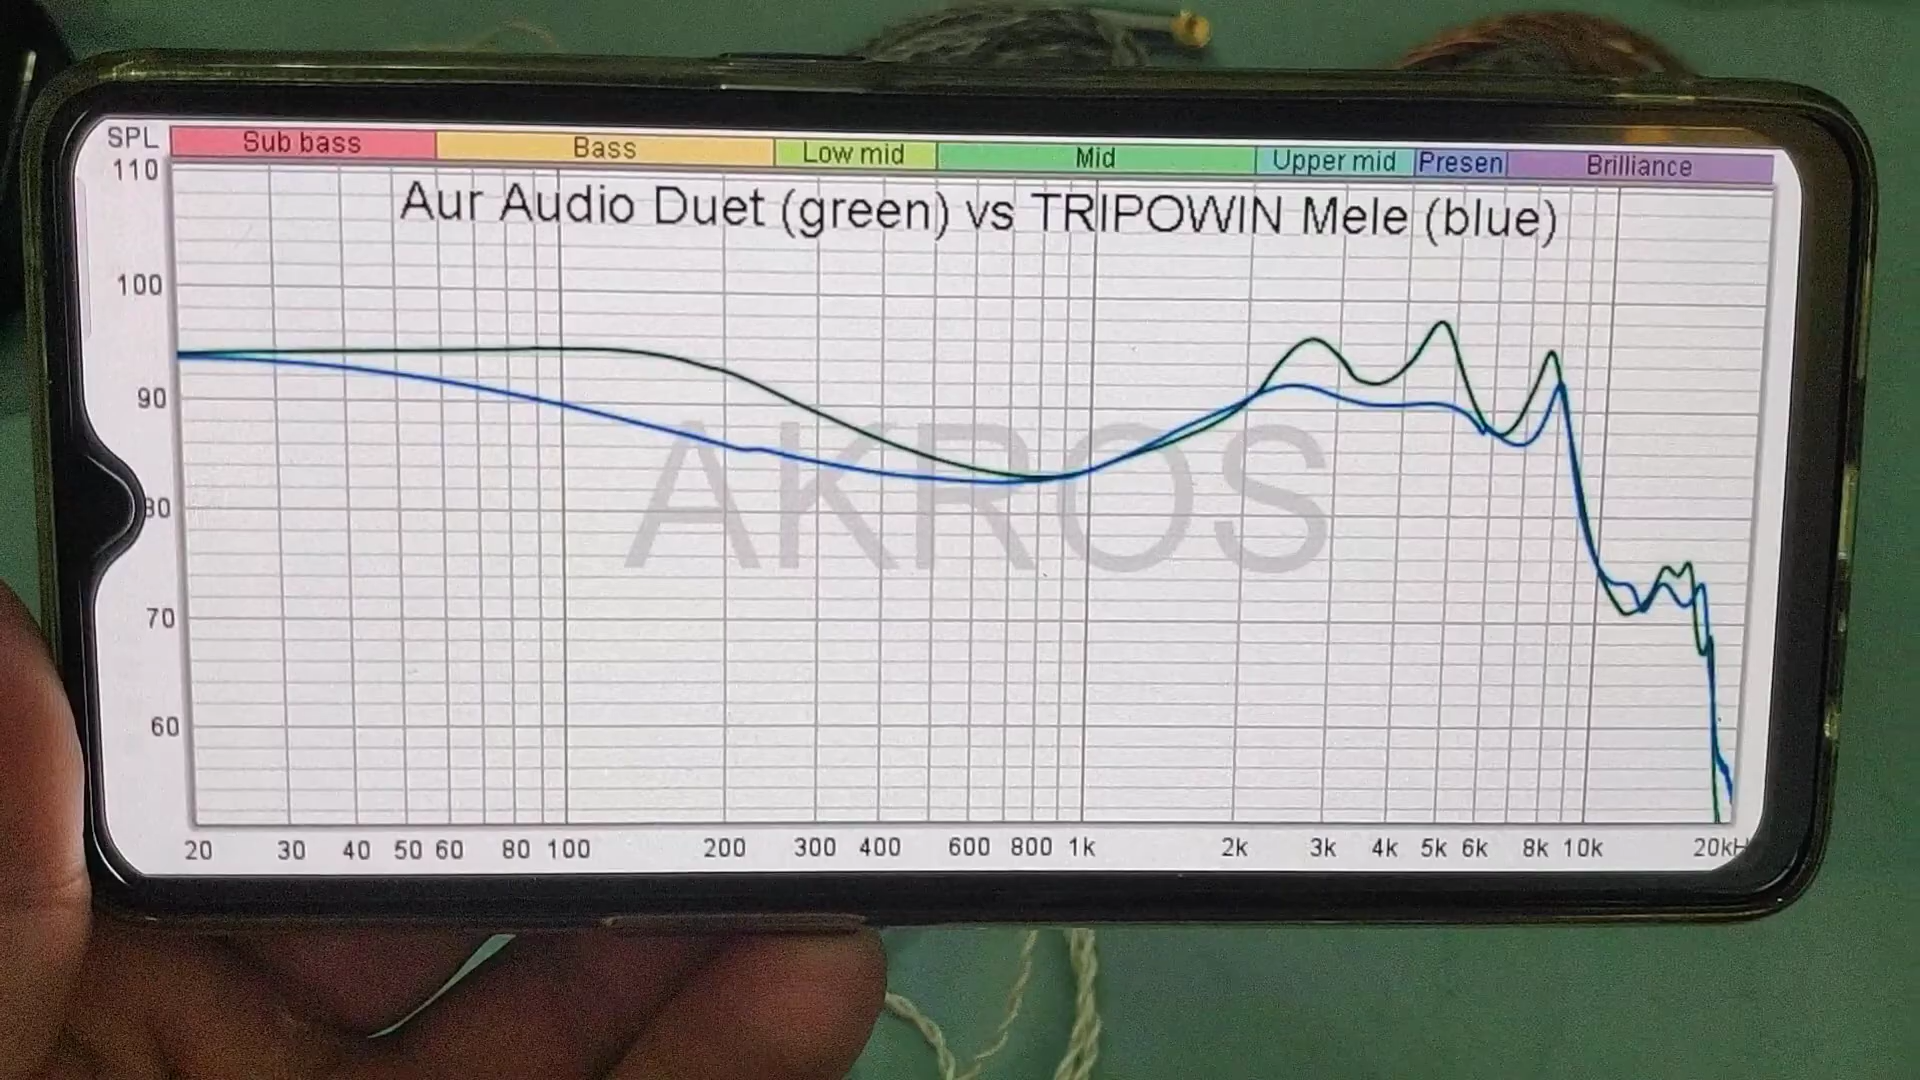 SPL Sub bass Bass Low mid Mid Upper mid Presen Brilliance
110
Aur Audio Duet (green) vs TRIPOWIN Mele (blue)
100
90
AKROS
80
70
60
20 30 40 50 60 80 100 200 300 400 600 800 1k 2k 3k 4k 5k 6k 8k 10k 20kH